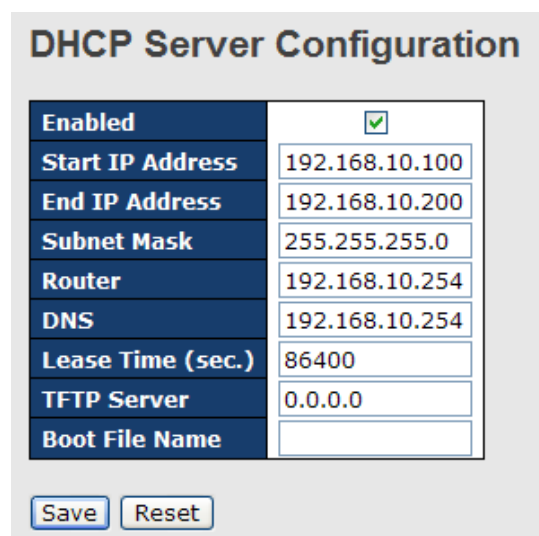 DHCP Server Configuration
Enabled
Start IP Address 192.168.10.100
End IP Address 192.168.10.200
Subnet Mask 255.255.255.0
Router 192.168.10.254
DNS 192.168.10.254
Lease Time (sec.) 86400
TFTP Server 0.0.0.0
Boot File Name
Save Reset